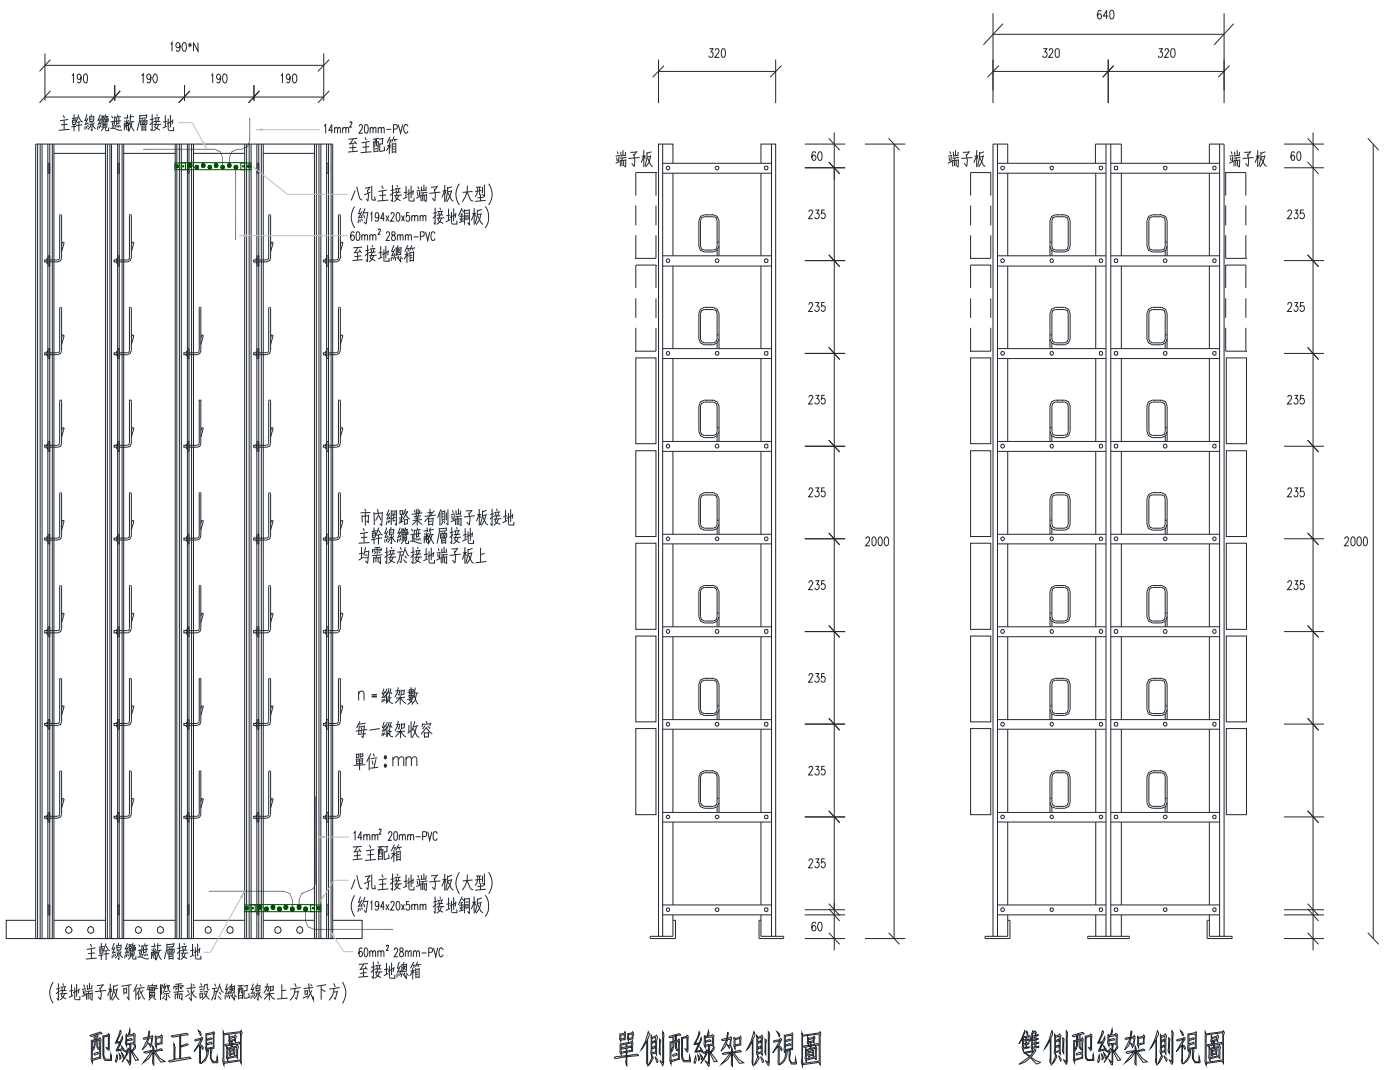 190*N
190
190
190
190
主幹線纜遮蔽層接地
14mm² 20mm-PVC
至主配箱
八孔主接地端子板(大型)
(約194x20x5mm 接地銅板)
60mm² 28mm-PVC
至接地總箱
市內網路業者側端子板接地
主幹線纜遮蔽層接地
均需接於接地端子板上
n = 縱架數
每一縱架收容
單位：mm
14mm² 20mm-PVC
至主配箱
八孔主接地端子板(大型)
(約194x20x5mm 接地銅板)
主幹線纜遮蔽層接地
60mm² 28mm-PVC
至接地總箱
(接地端子板可依實際需求設於總配線架上方或下方)
配線架正視圖
320
端子板
60
235
235
235
235
235
235
235
235
60
2000
單側配線架側視圖
640
320
320
端子板
端子板
60
235
235
235
235
235
2000
雙側配線架側視圖